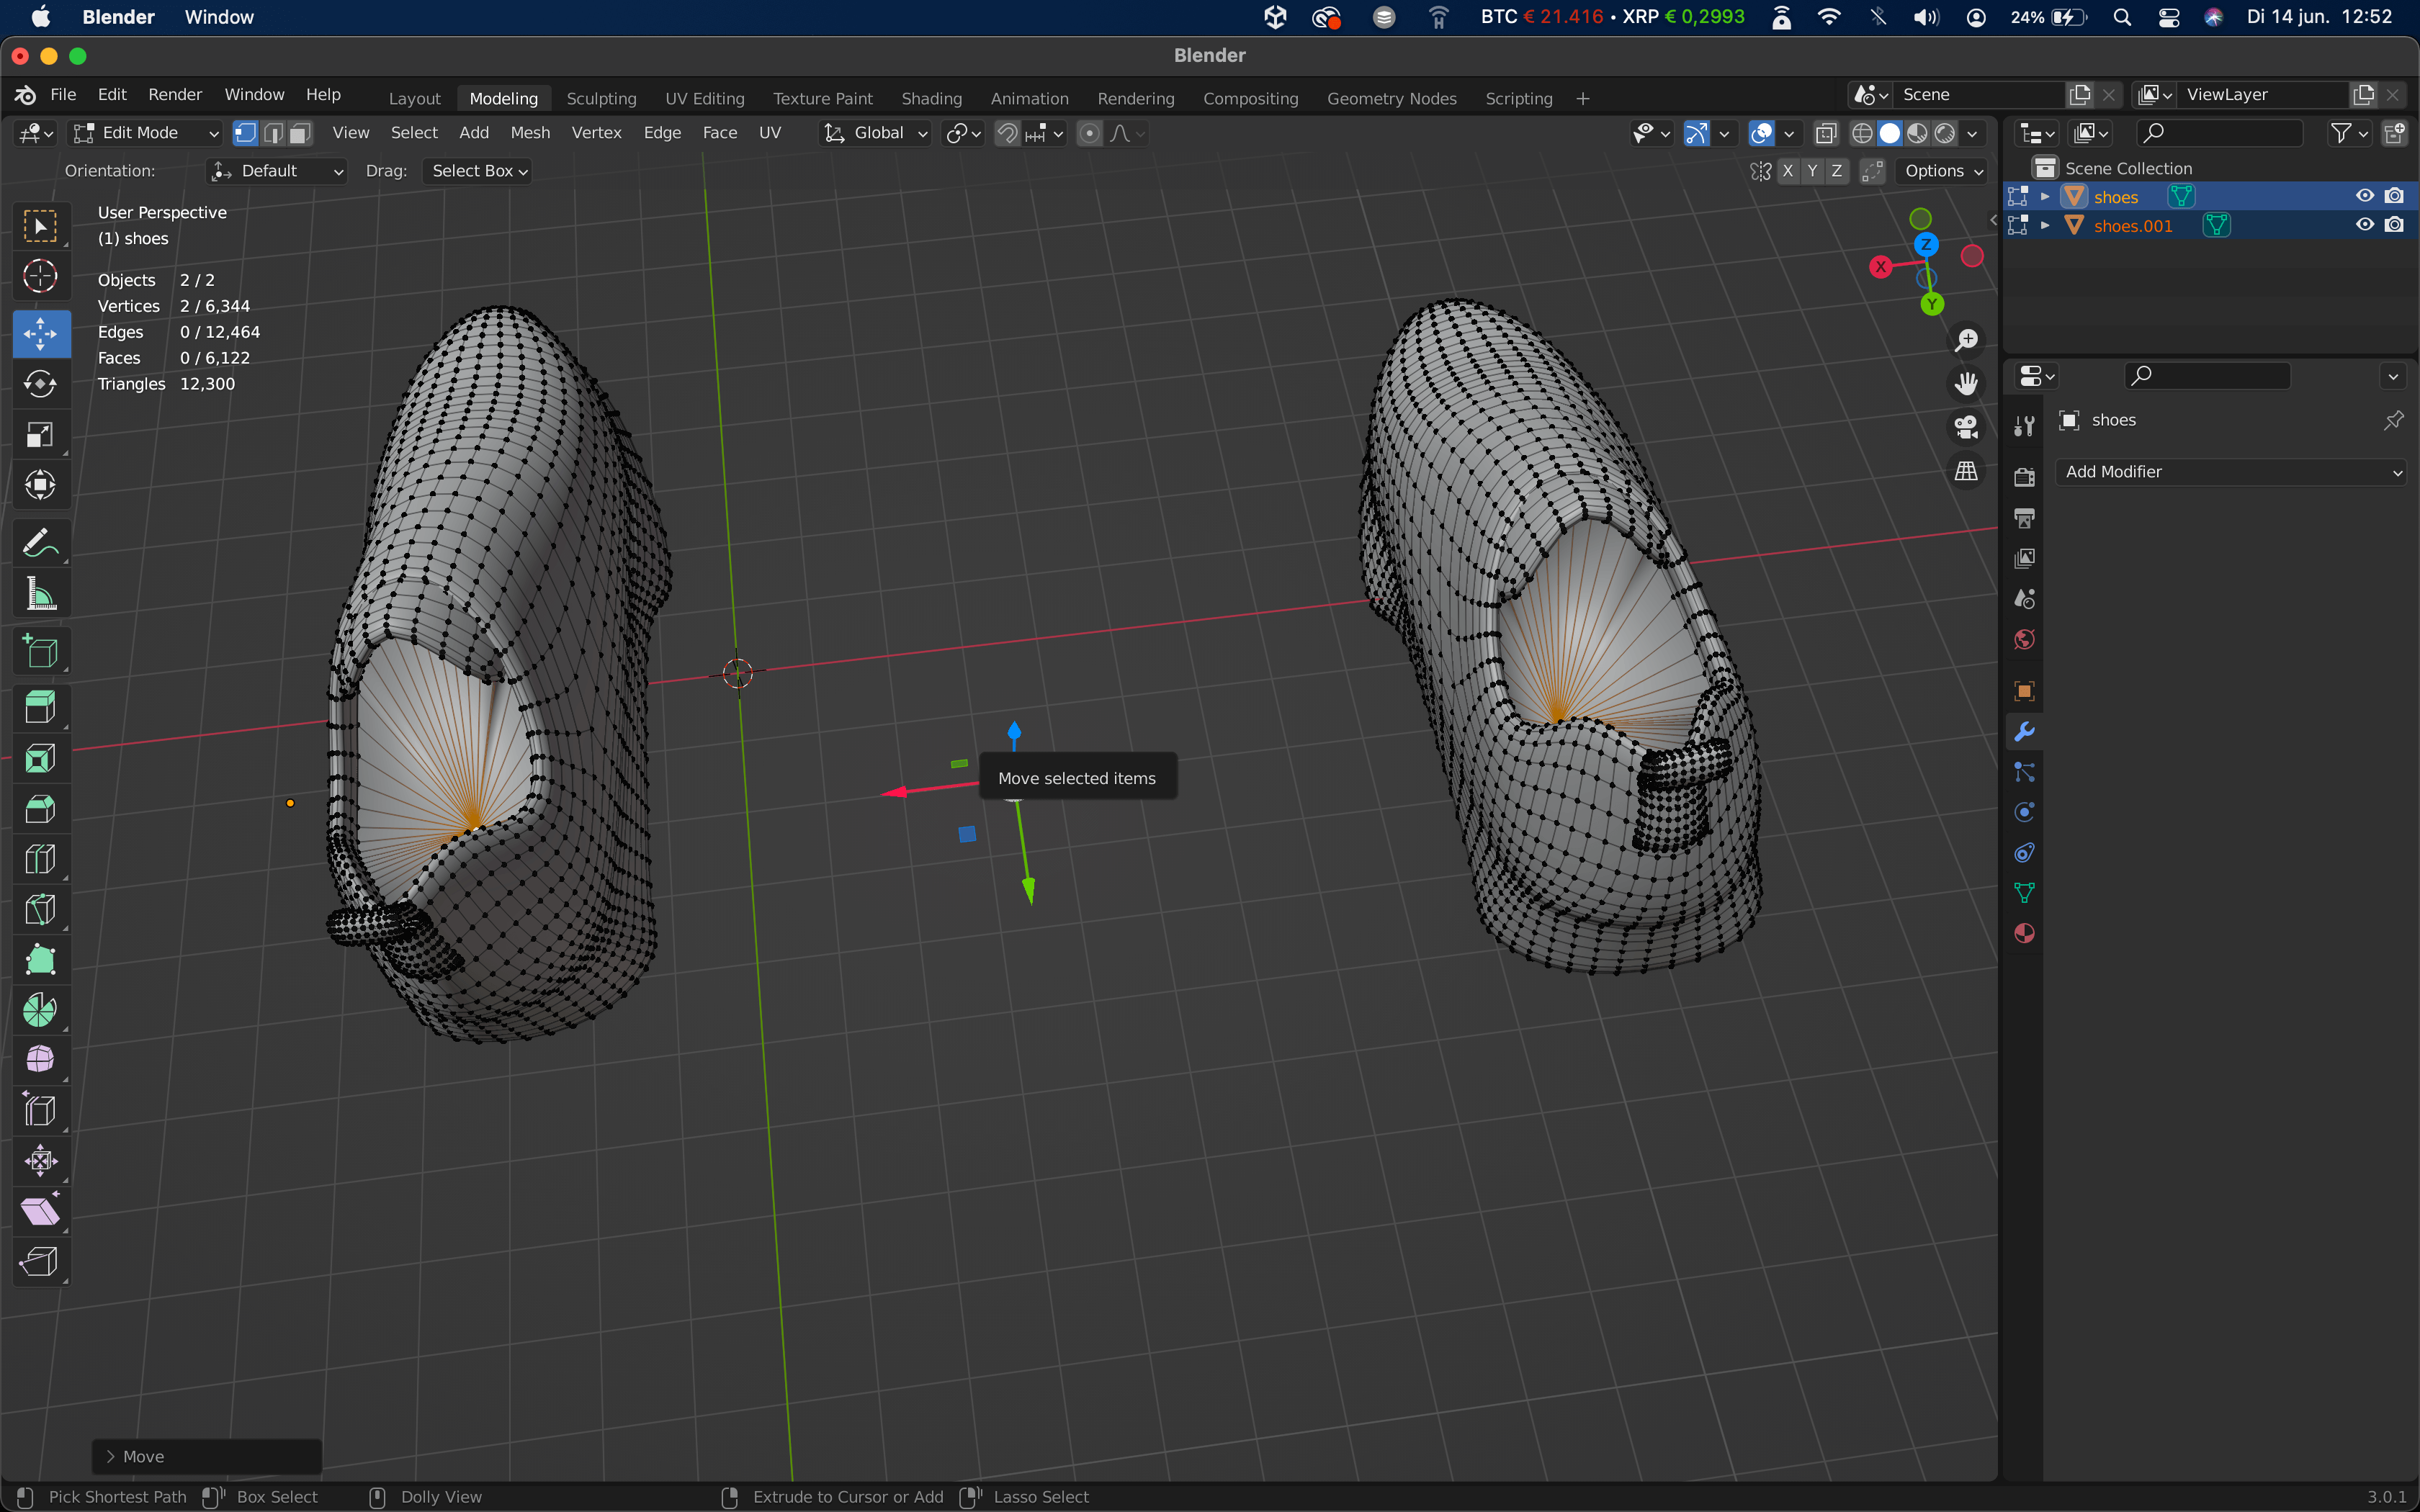 Blender Window BTC € 21.416 • XRP € 0,2993 24% Di 14 jun. 12:52
Blender
File Edit Render Window Help Layout Modeling Sculpting UV Editing Texture Paint Shading Animation Rendering Compositing Geometry Nodes Scripting + Scene ViewLayer
Edit Mode View Select Add Mesh Vertex Edge Face UV Global
Orientation: Default Drag: Select Box X Y Z Options
Scene Collection
shoes
shoes.001
User Perspective
(1) shoes
Objects 2 / 2
Vertices 2 / 6,344
Edges 0 / 12,464
Faces 0 / 6,122
Triangles 12,300
Z
X
Y
shoes
Add Modifier
Move selected items
Move
Pick Shortest Path Box Select Dolly View Extrude to Cursor or Add Lasso Select 3.0.1